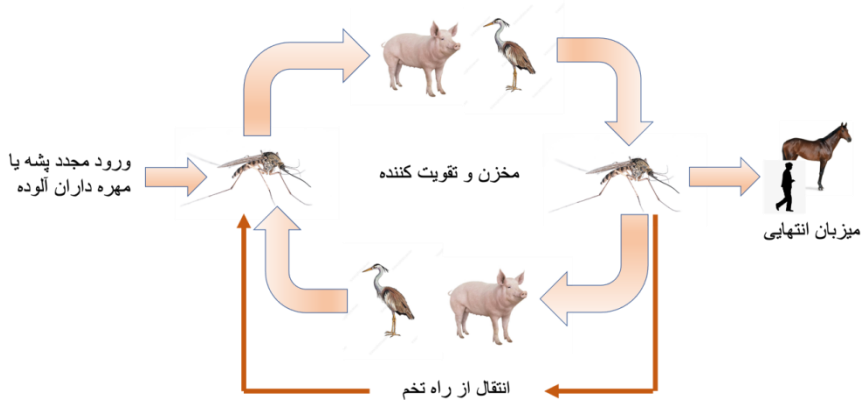 ورود مجدد پشه یا
مهره داران آلوده
مخزن و تقویت کننده
میزبان انتهایی
انتقال از راه تخم